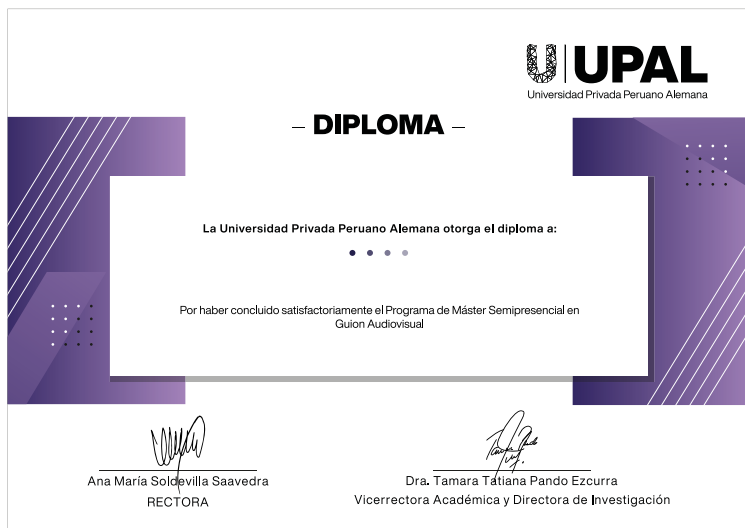 UPAL
Universidad Privada Peruano Alemana
– DIPLOMA –
La Universidad Privada Peruano Alemana otorga el diploma a:
Por haber concluido satisfactoriamente el Programa de Máster Semipresencial en
Guion Audiovisual
Ana María Soldevilla Saavedra
RECTORA
Dra. Tamara Tatiana Pando Ezcurra
Vicerrectora Académica y Directora de Investigación